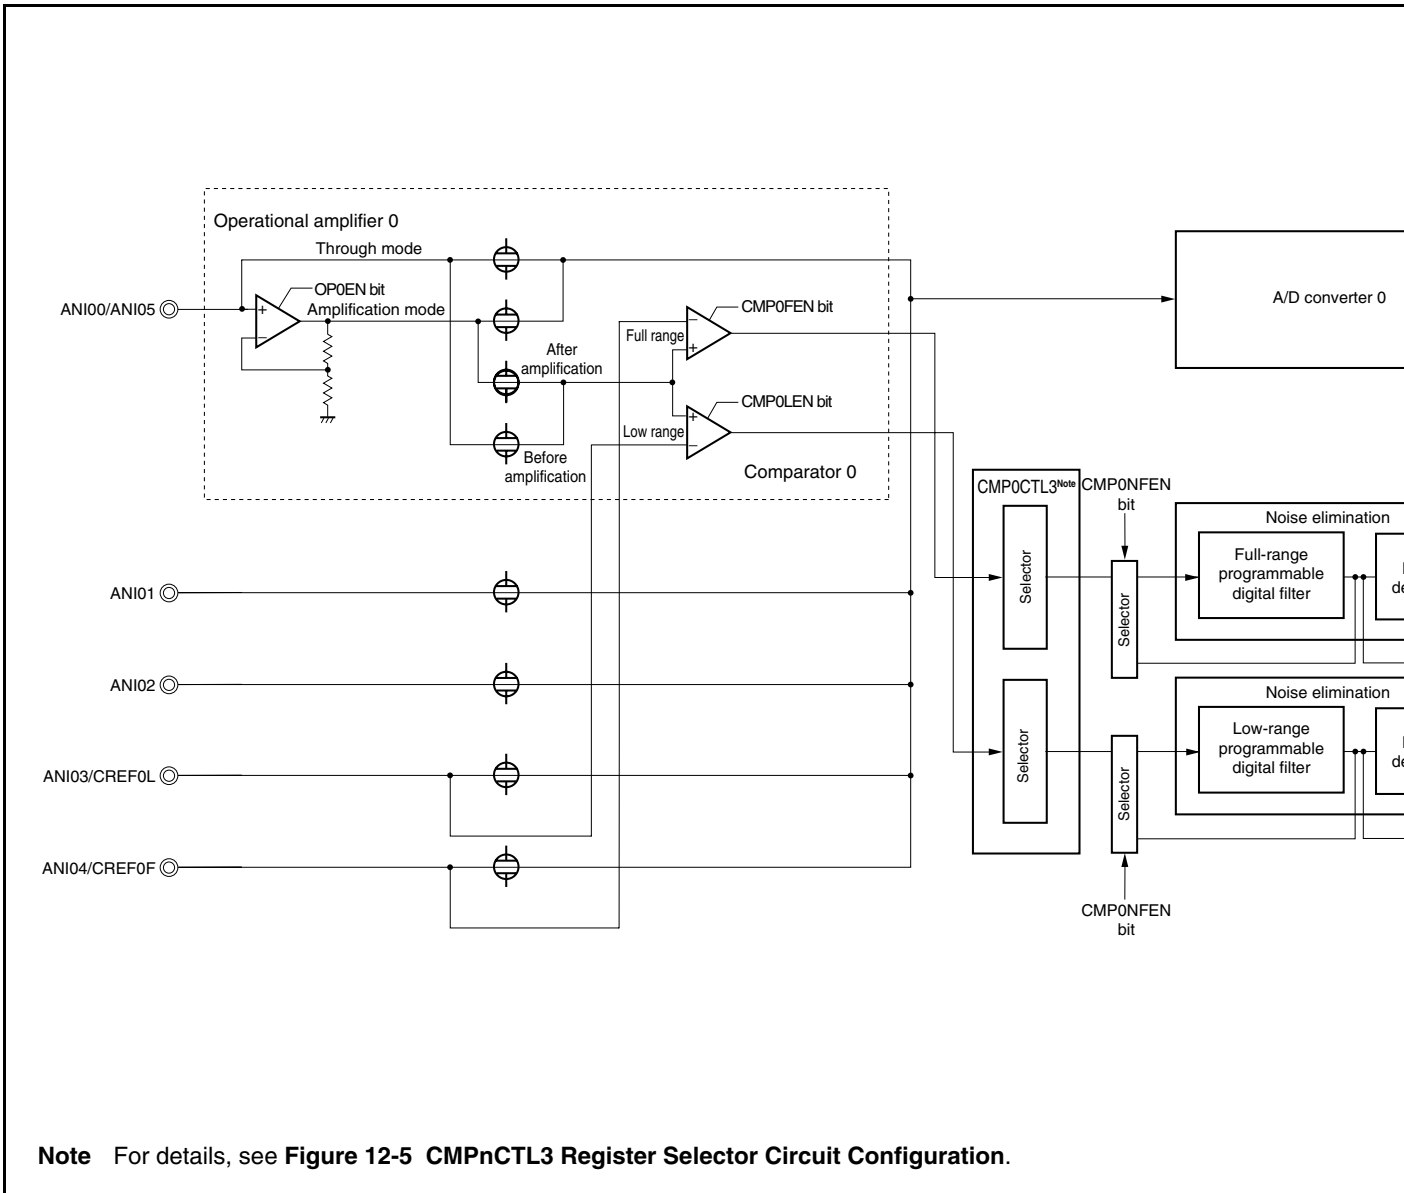 Operational amplifier 0
Through mode
OP0EN bit
ANI00/ANI05
+
−
Amplification mode
After
amplification
Before
amplification
CMP0FEN bit
−
Full range
+
CMP0LEN bit
+
Low range
−
Comparator 0
A/D converter 0
CMP0CTL3Note
Selector
Selector
CMP0NFEN
bit
Selector
Noise elimination
Full-range
programmable
digital filter
de
ANI01
ANI02
ANI03/CREF0L
ANI04/CREF0F
Noise elimination
Low-range
programmable
digital filter
de
Selector
CMP0NFEN
bit
Note For details, see Figure 12-5 CMPnCTL3 Register Selector Circuit Configuration.